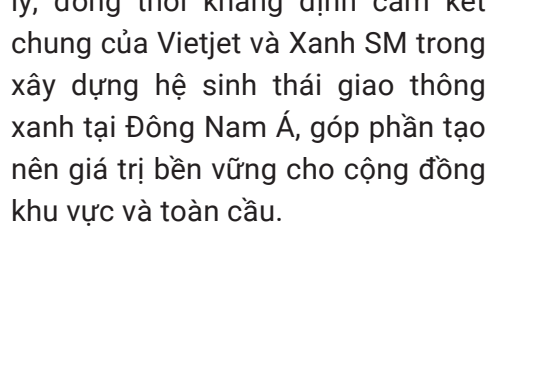 lý, đồng thời khẳng định cam kết
chung của Vietjet và Xanh SM trong
xây dựng hệ sinh thái giao thông
xanh tại Đông Nam Á, góp phần tạo
nên giá trị bền vững cho cộng đồng
khu vực và toàn cầu.